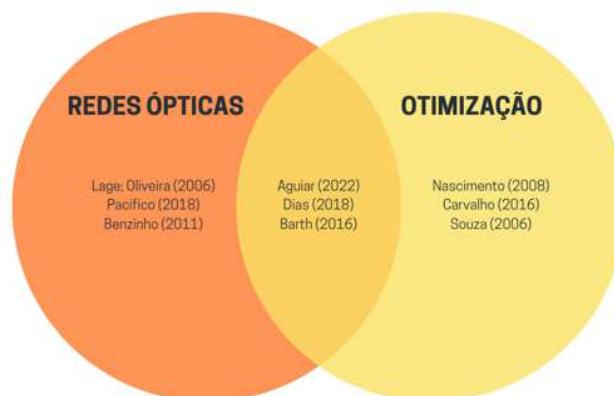 REDES ÓPTICAS
OTIMIZAÇÃO
Lage; Oliveira (2006)
Pacifico (2018)
Benzinho (2011)
Aguiar (2022)
Dias (2018)
Barth (2016)
Nascimento (2008)
Carvalho (2016)
Souza (2006)